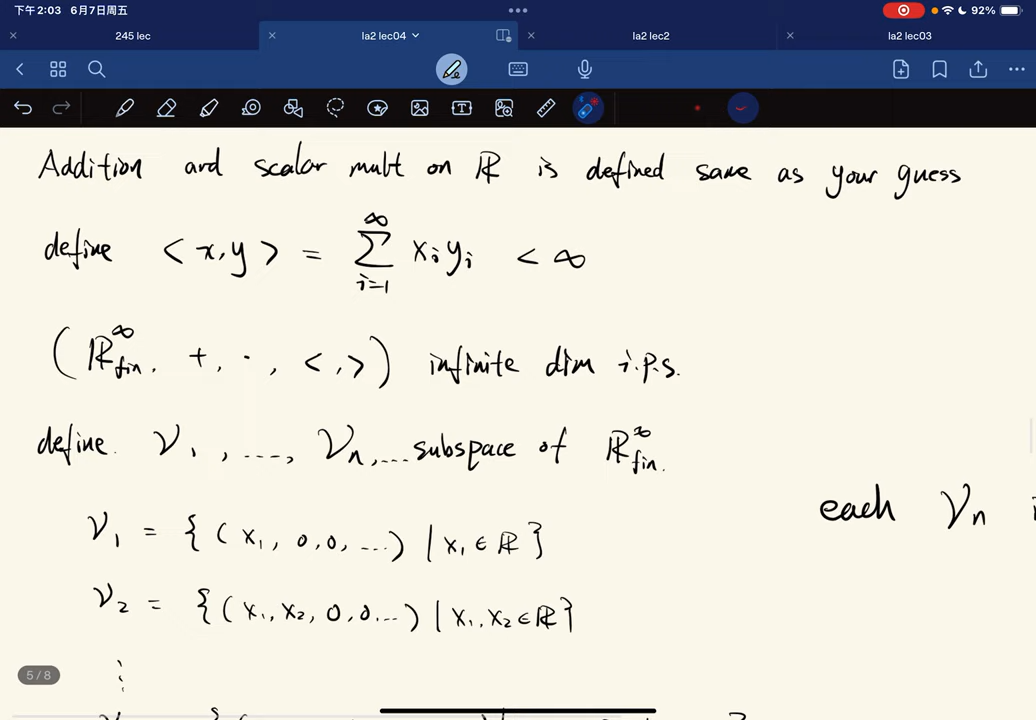 下午2:03 6月7日周五
92%
245 lec
la2 lec04
la2 lec2
la2 lec03
Addition and scalar mult on ℝ is defined same as your guess
define <x,y> = ∑_{i=1}^{∞} x_i y_i < ∞
(ℝ^∞_fin, +, ·, <,>) infinite dim i.p.s.
define. V_1, ..., V_n, ... subspace of ℝ^∞_fin.
each V_n
V_1 = {(x_1, 0, 0, ...) | x_1 ∈ ℝ}
V_2 = {(x_1, x_2, 0, 0...) | x_1, x_2 ∈ ℝ}
⋮
5/8